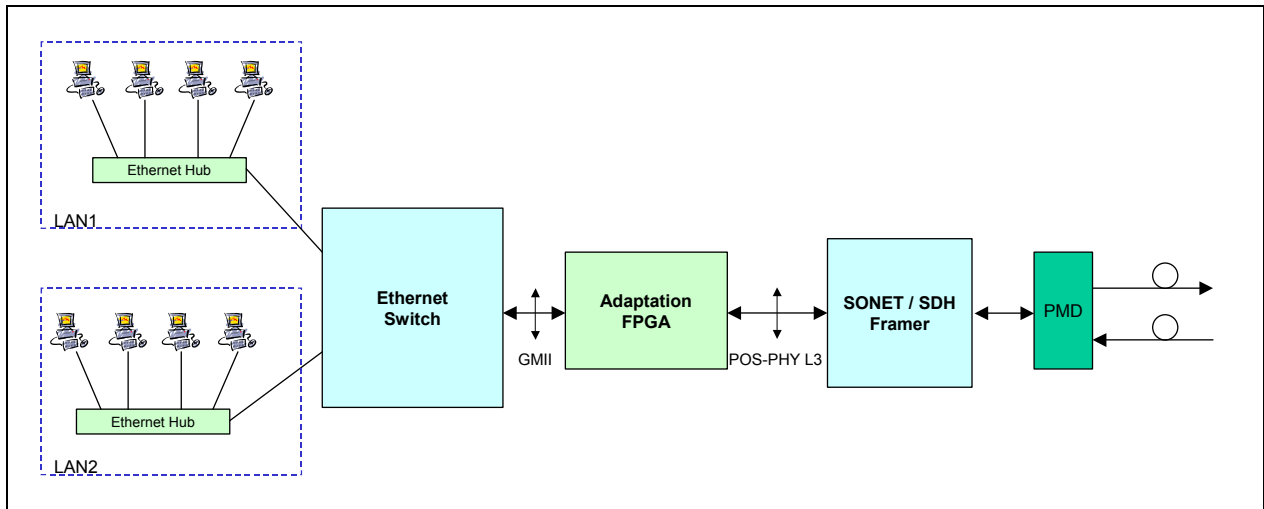 Ethernet Hub
LAN1
Ethernet Hub
LAN2
Ethernet
Switch
GMII
Adaptation
FPGA
POS-PHY L3
SONET / SDH
Framer
PMD